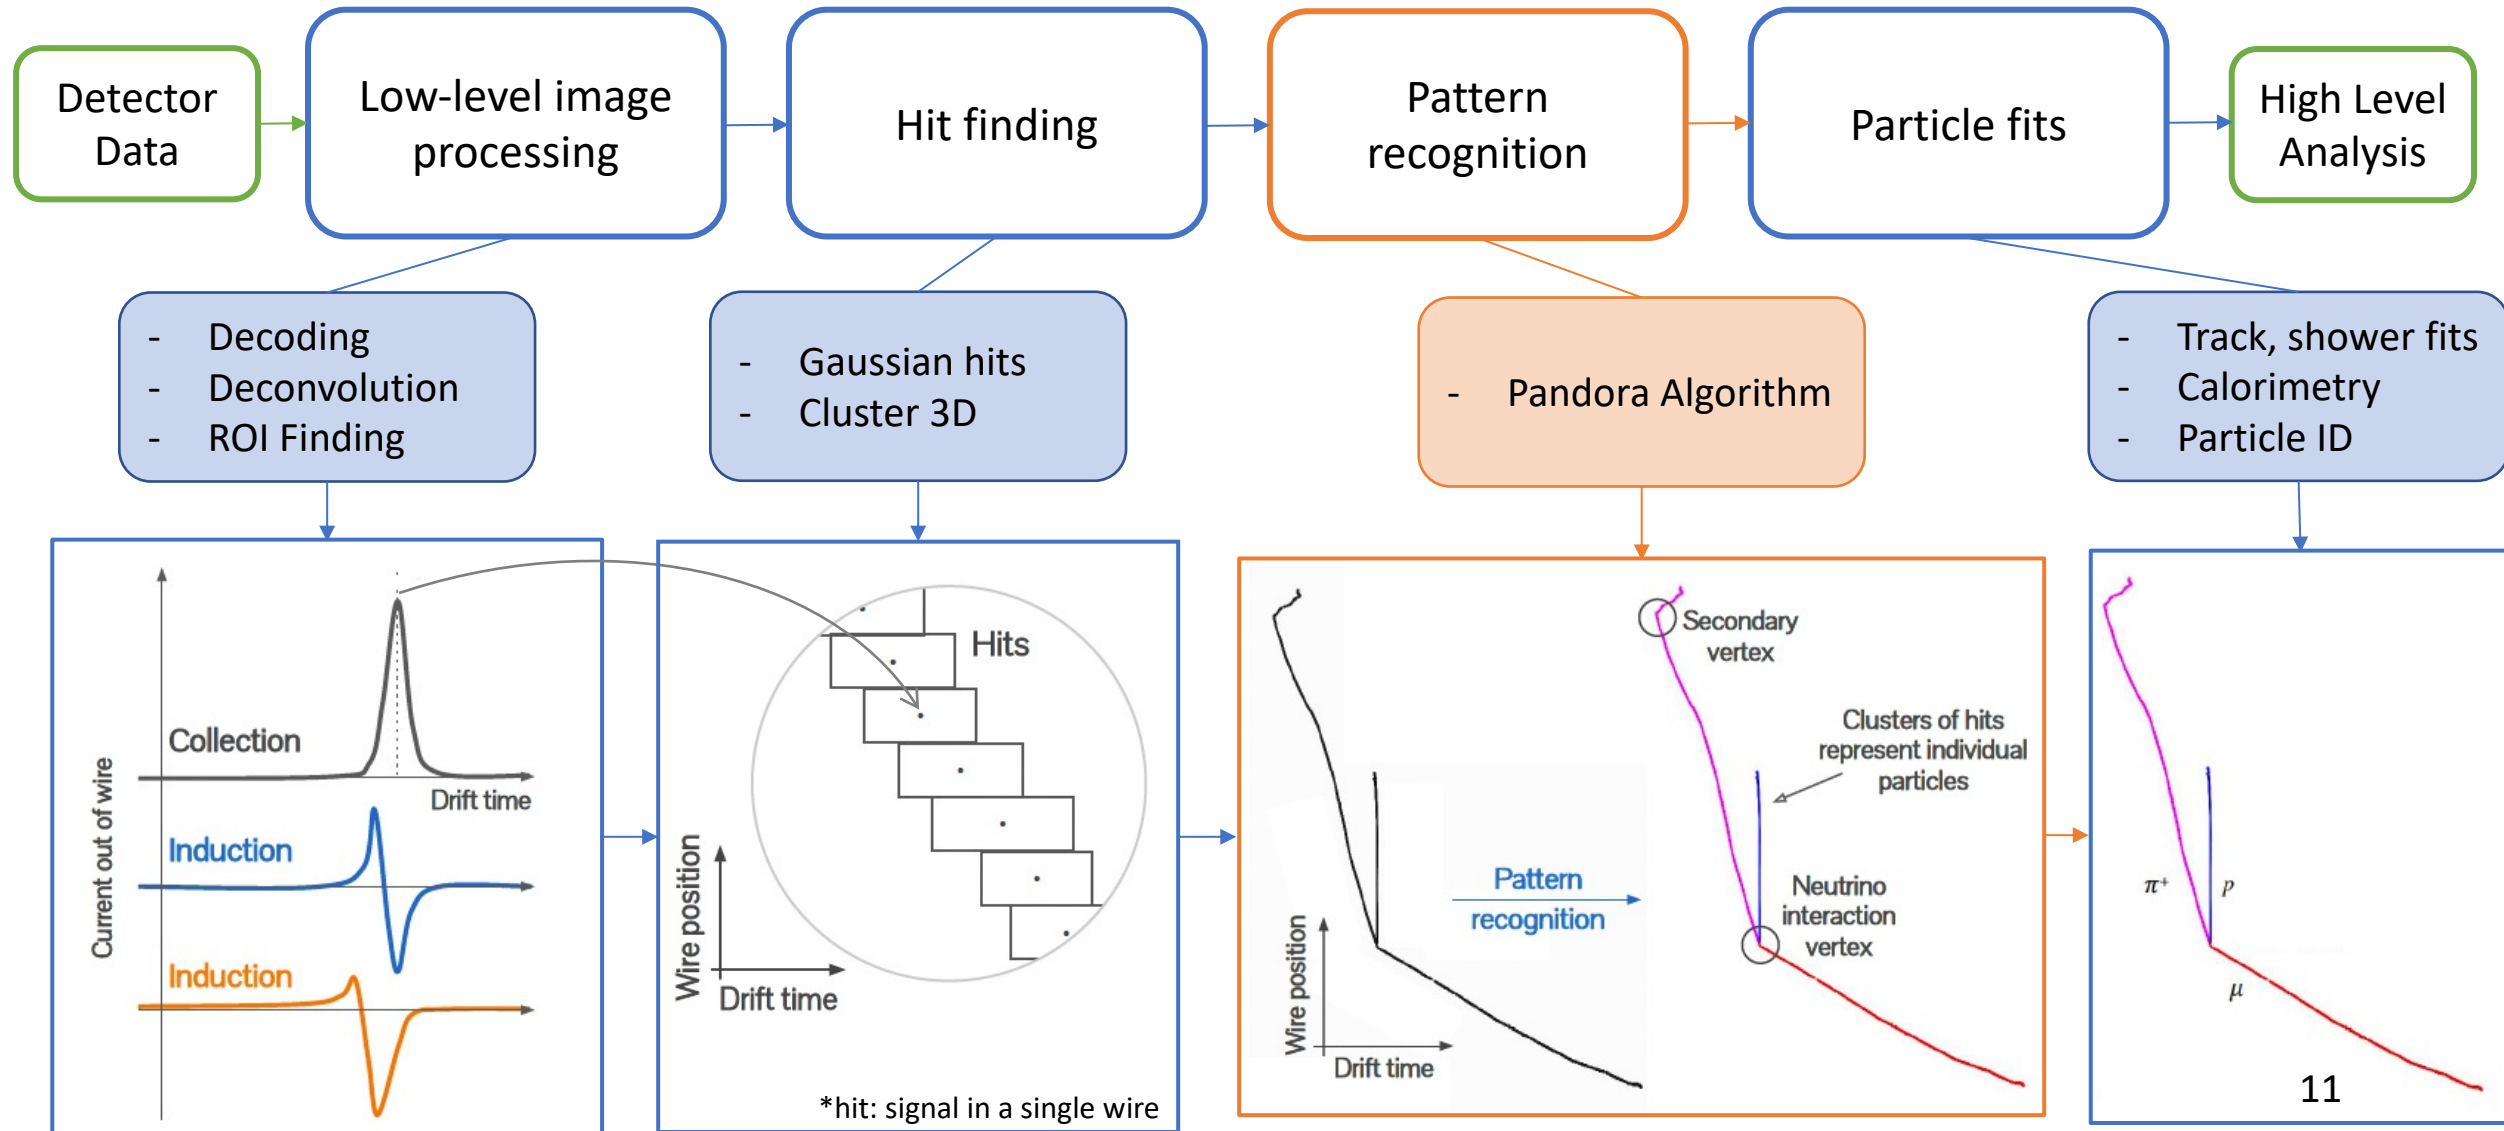 Detector
Data
Low-level image
processing
Hit finding
Pattern
recognition
Particle fits
High Level
Analysis
- Decoding
- Deconvolution
- ROI Finding
- Gaussian hits
- Cluster 3D
- Pandora Algorithm
- Track, shower fits
- Calorimetry
- Particle ID
Current out of wire
Collection
Drift time
Induction
Induction
Hits
Wire position
Drift time
*hit: signal in a single wire
Wire position
Drift time
Pattern
recognition
Secondary
vertex
Clusters of hits
represent individual
particles
Neutrino
interaction
vertex
π⁺
p
μ
11